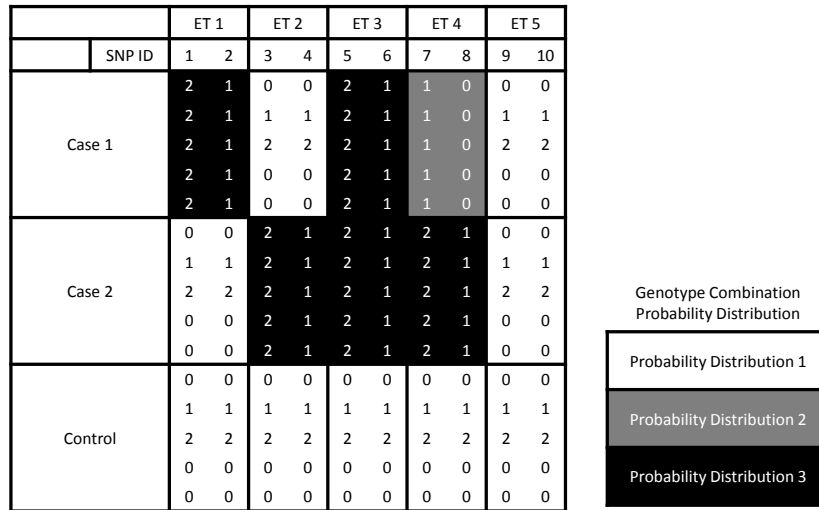 ET 1 ET 2 ET 3 ET 4 ET 5
SNP ID 1 2 3 4 5 6 7 8 9 10
2 1 0 0 2 1 1 0 0 0
2 1 1 1 2 1 1 0 1 1
Case 1 2 1 2 2 2 1 1 0 2 2
2 1 0 0 2 1 1 0 0 0
2 1 0 0 2 1 1 0 0 0
0 0 2 1 2 1 2 1 0 0
1 1 2 1 2 1 2 1 1 1
Case 2 2 2 2 1 2 1 2 1 2 2
0 0 2 1 2 1 2 1 0 0
0 0 2 1 2 1 2 1 0 0
0 0 0 0 0 0 0 0 0 0
1 1 1 1 1 1 1 1 1 1
Control 2 2 2 2 2 2 2 2 2 2
0 0 0 0 0 0 0 0 0 0
0 0 0 0 0 0 0 0 0 0
Genotype Combination
Probability Distribution
Probability Distribution 1
Probability Distribution 2
Probability Distribution 3